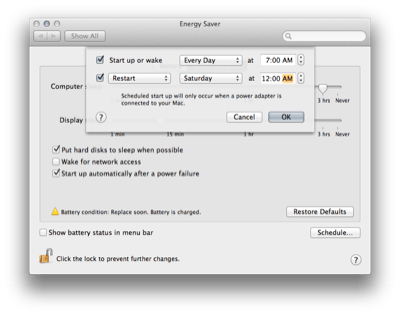 Energy Saver
Show All
Start up or wake Every Day at 7:00 AM
Restart Saturday at 12:00 AM
Scheduled start up will only occur when a power adapter is
connected to your Mac.
? Cancel OK
Computer
3 hrs Never
Display
1 min 15 min 1 hr 3 hrs Never
Put hard disks to sleep when possible
Wake for network access
Start up automatically after a power failure
Battery condition: Replace soon. Battery is charged. Restore Defaults
Show battery status in menu bar Schedule...
Click the lock to prevent further changes. ?